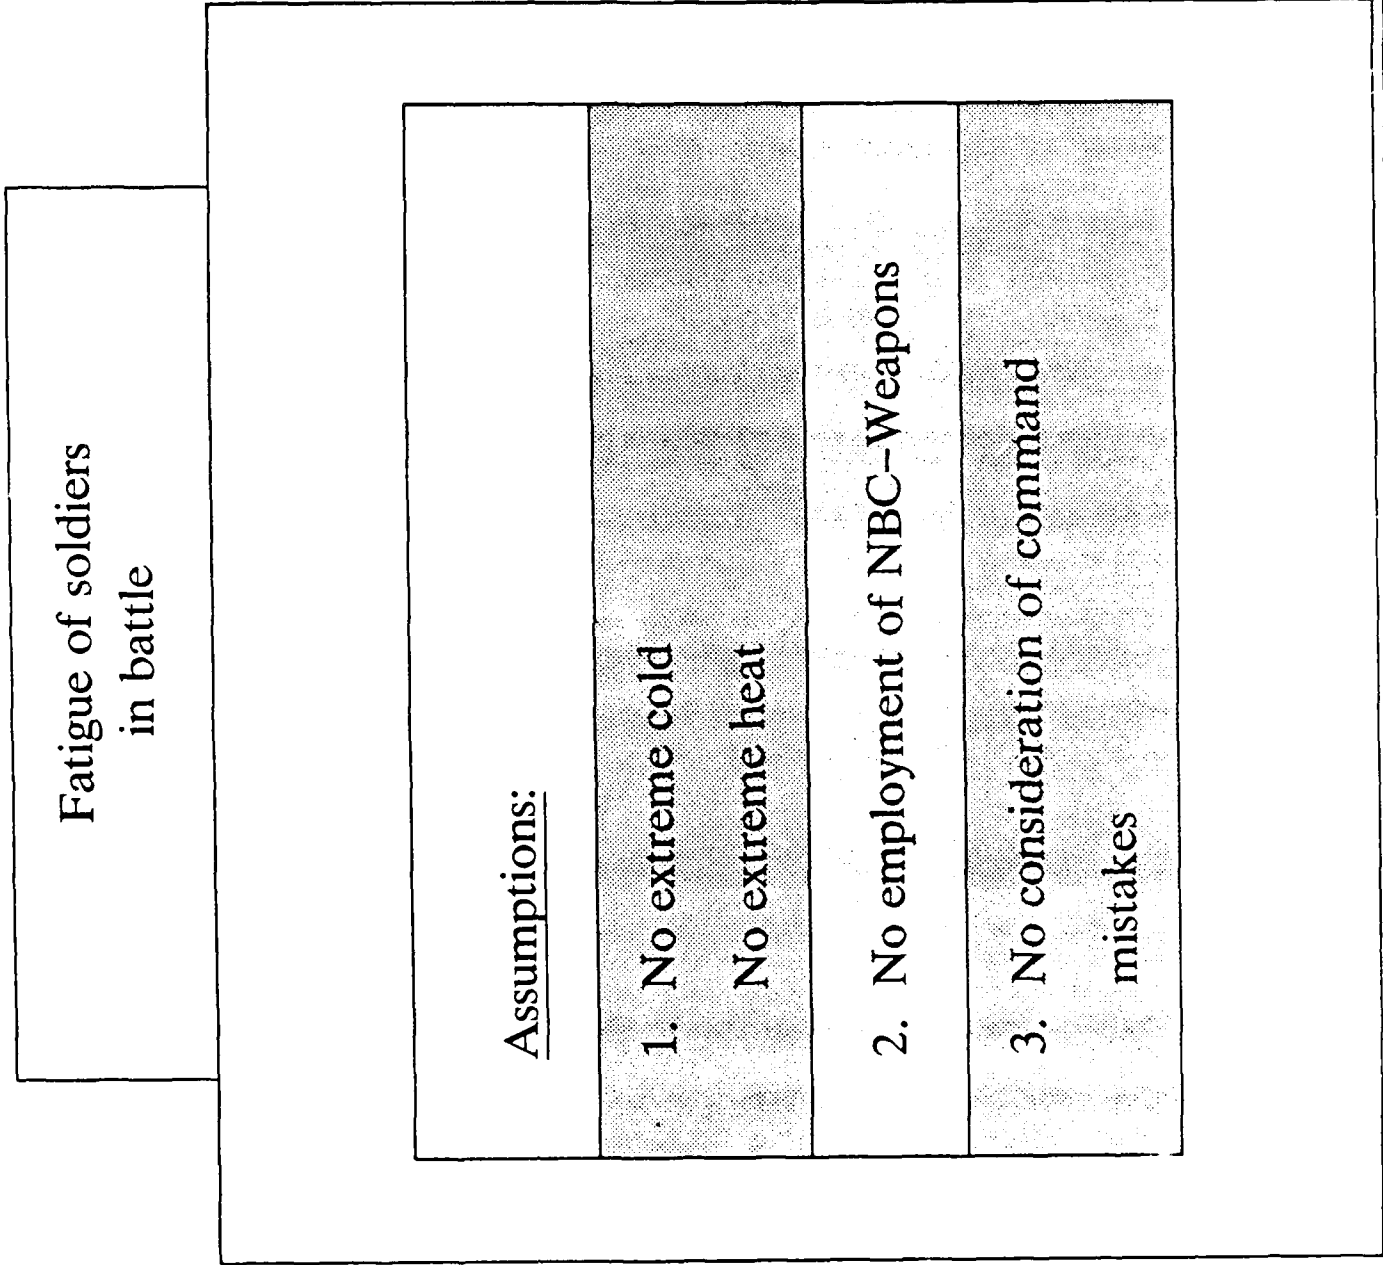 Fatigue of soldiers
in battle
Assumptions:
1. No extreme cold
No extreme heat
2. No employment of NBC-Weapons
3. No consideration of command
mistakes